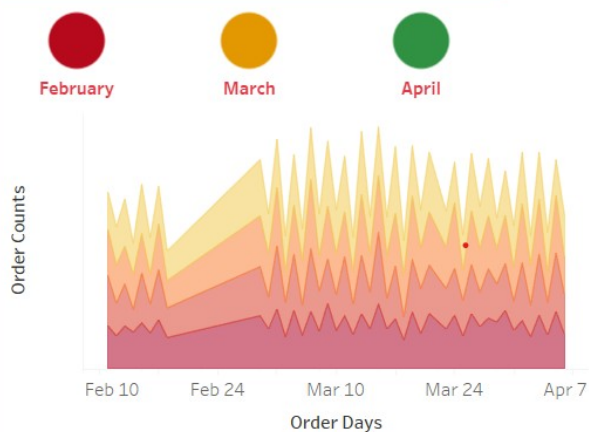 February
March
April
Order Counts
Feb 10
Feb 24
Mar 10
Mar 24
Apr 7
Order Days